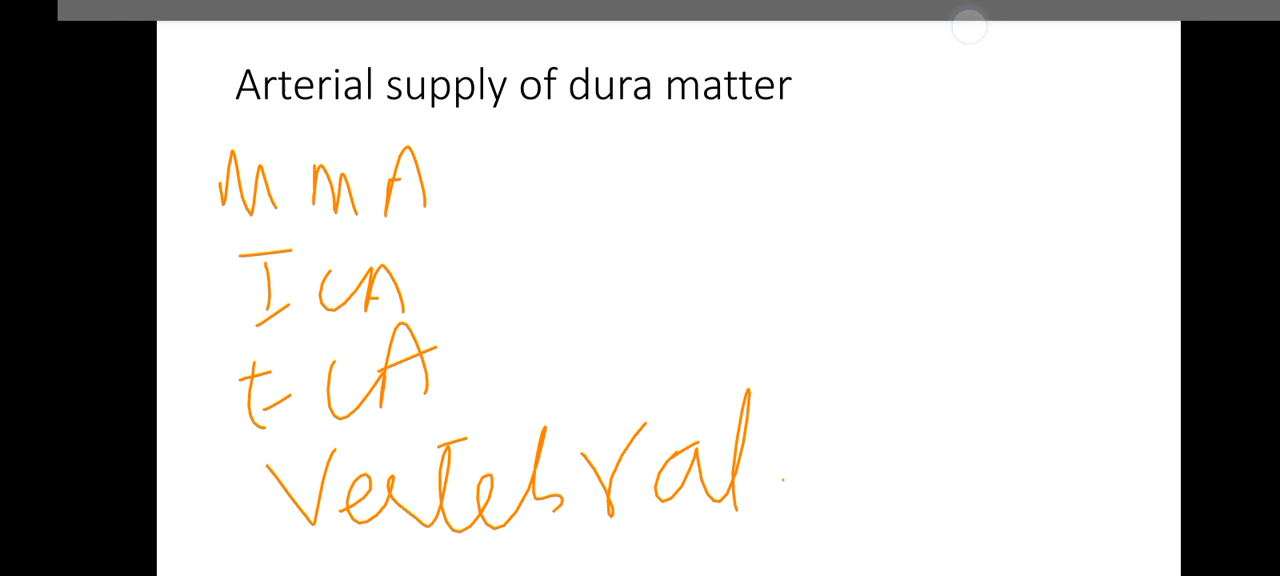 Arterial supply of dura matter
MMA
ICA
ECA
Vertebral.